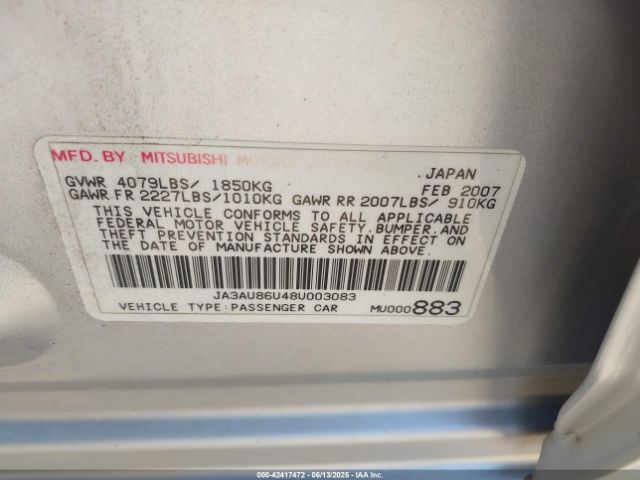 MFD. BY MITSUBISHI MOTORS
JAPAN
GVWR 4079LBS/ 1850KG FEB 2007
GAWR FR 2227LBS/1010KG GAWR RR 2007LBS/ 910KG
THIS VEHICLE CONFORMS TO ALL APPLICABLE
FEDERAL MOTOR VEHICLE SAFETY, BUMPER, AND
THEFT PREVENTION STANDARDS IN EFFECT ON
THE DATE OF MANUFACTURE SHOWN ABOVE.
JA3AU86U48U003083
VEHICLE TYPE:PASSENGER CAR MU000883
000-42417472 - 06/13/2025 - IAA Inc.